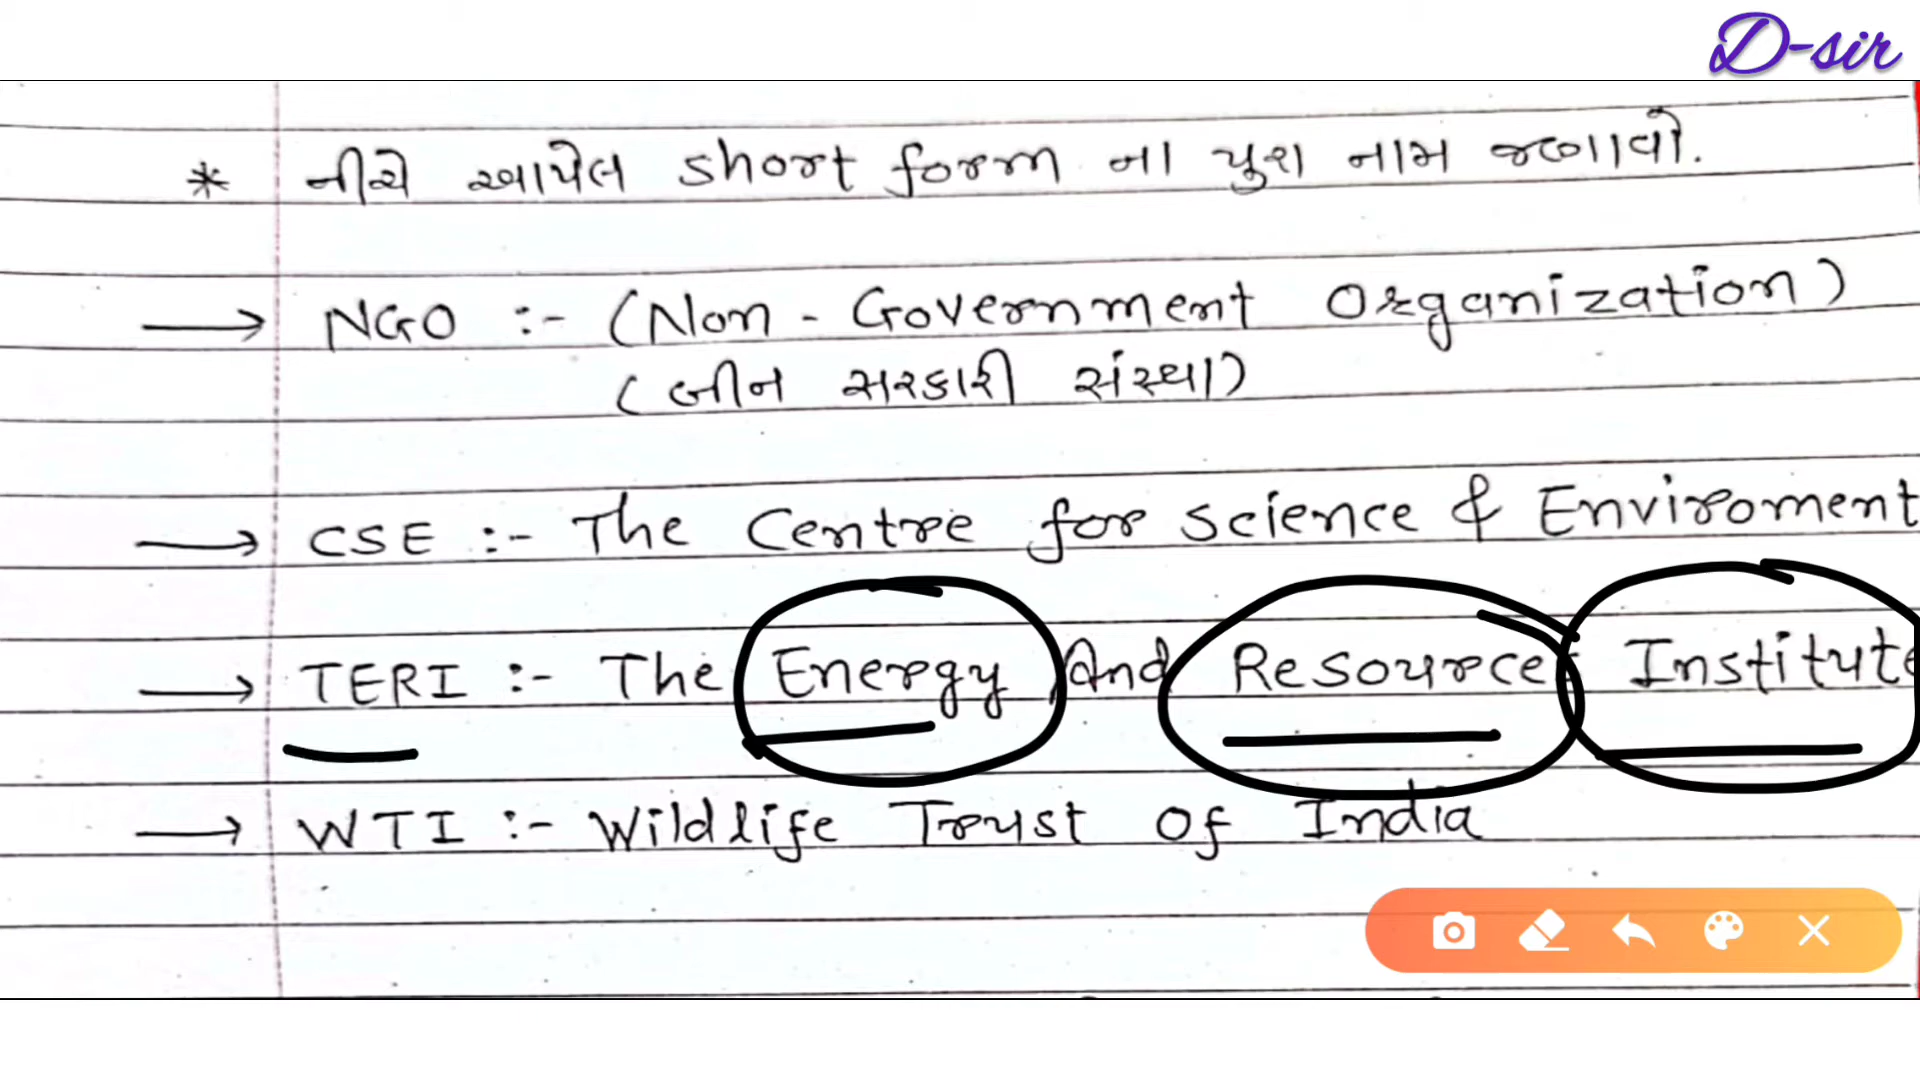 D-sir
* નીચે આપેલ short form ના પુરા નામ જણાવો.
→ NGO :- (Non - Government Organization)
(બીન સરકારી સંસ્થા)
→ CSE :- The Centre for Science & Enviroment
→ TERI :- The Energy And Resource Institute
→ WTI :- Wildlife Trust Of India